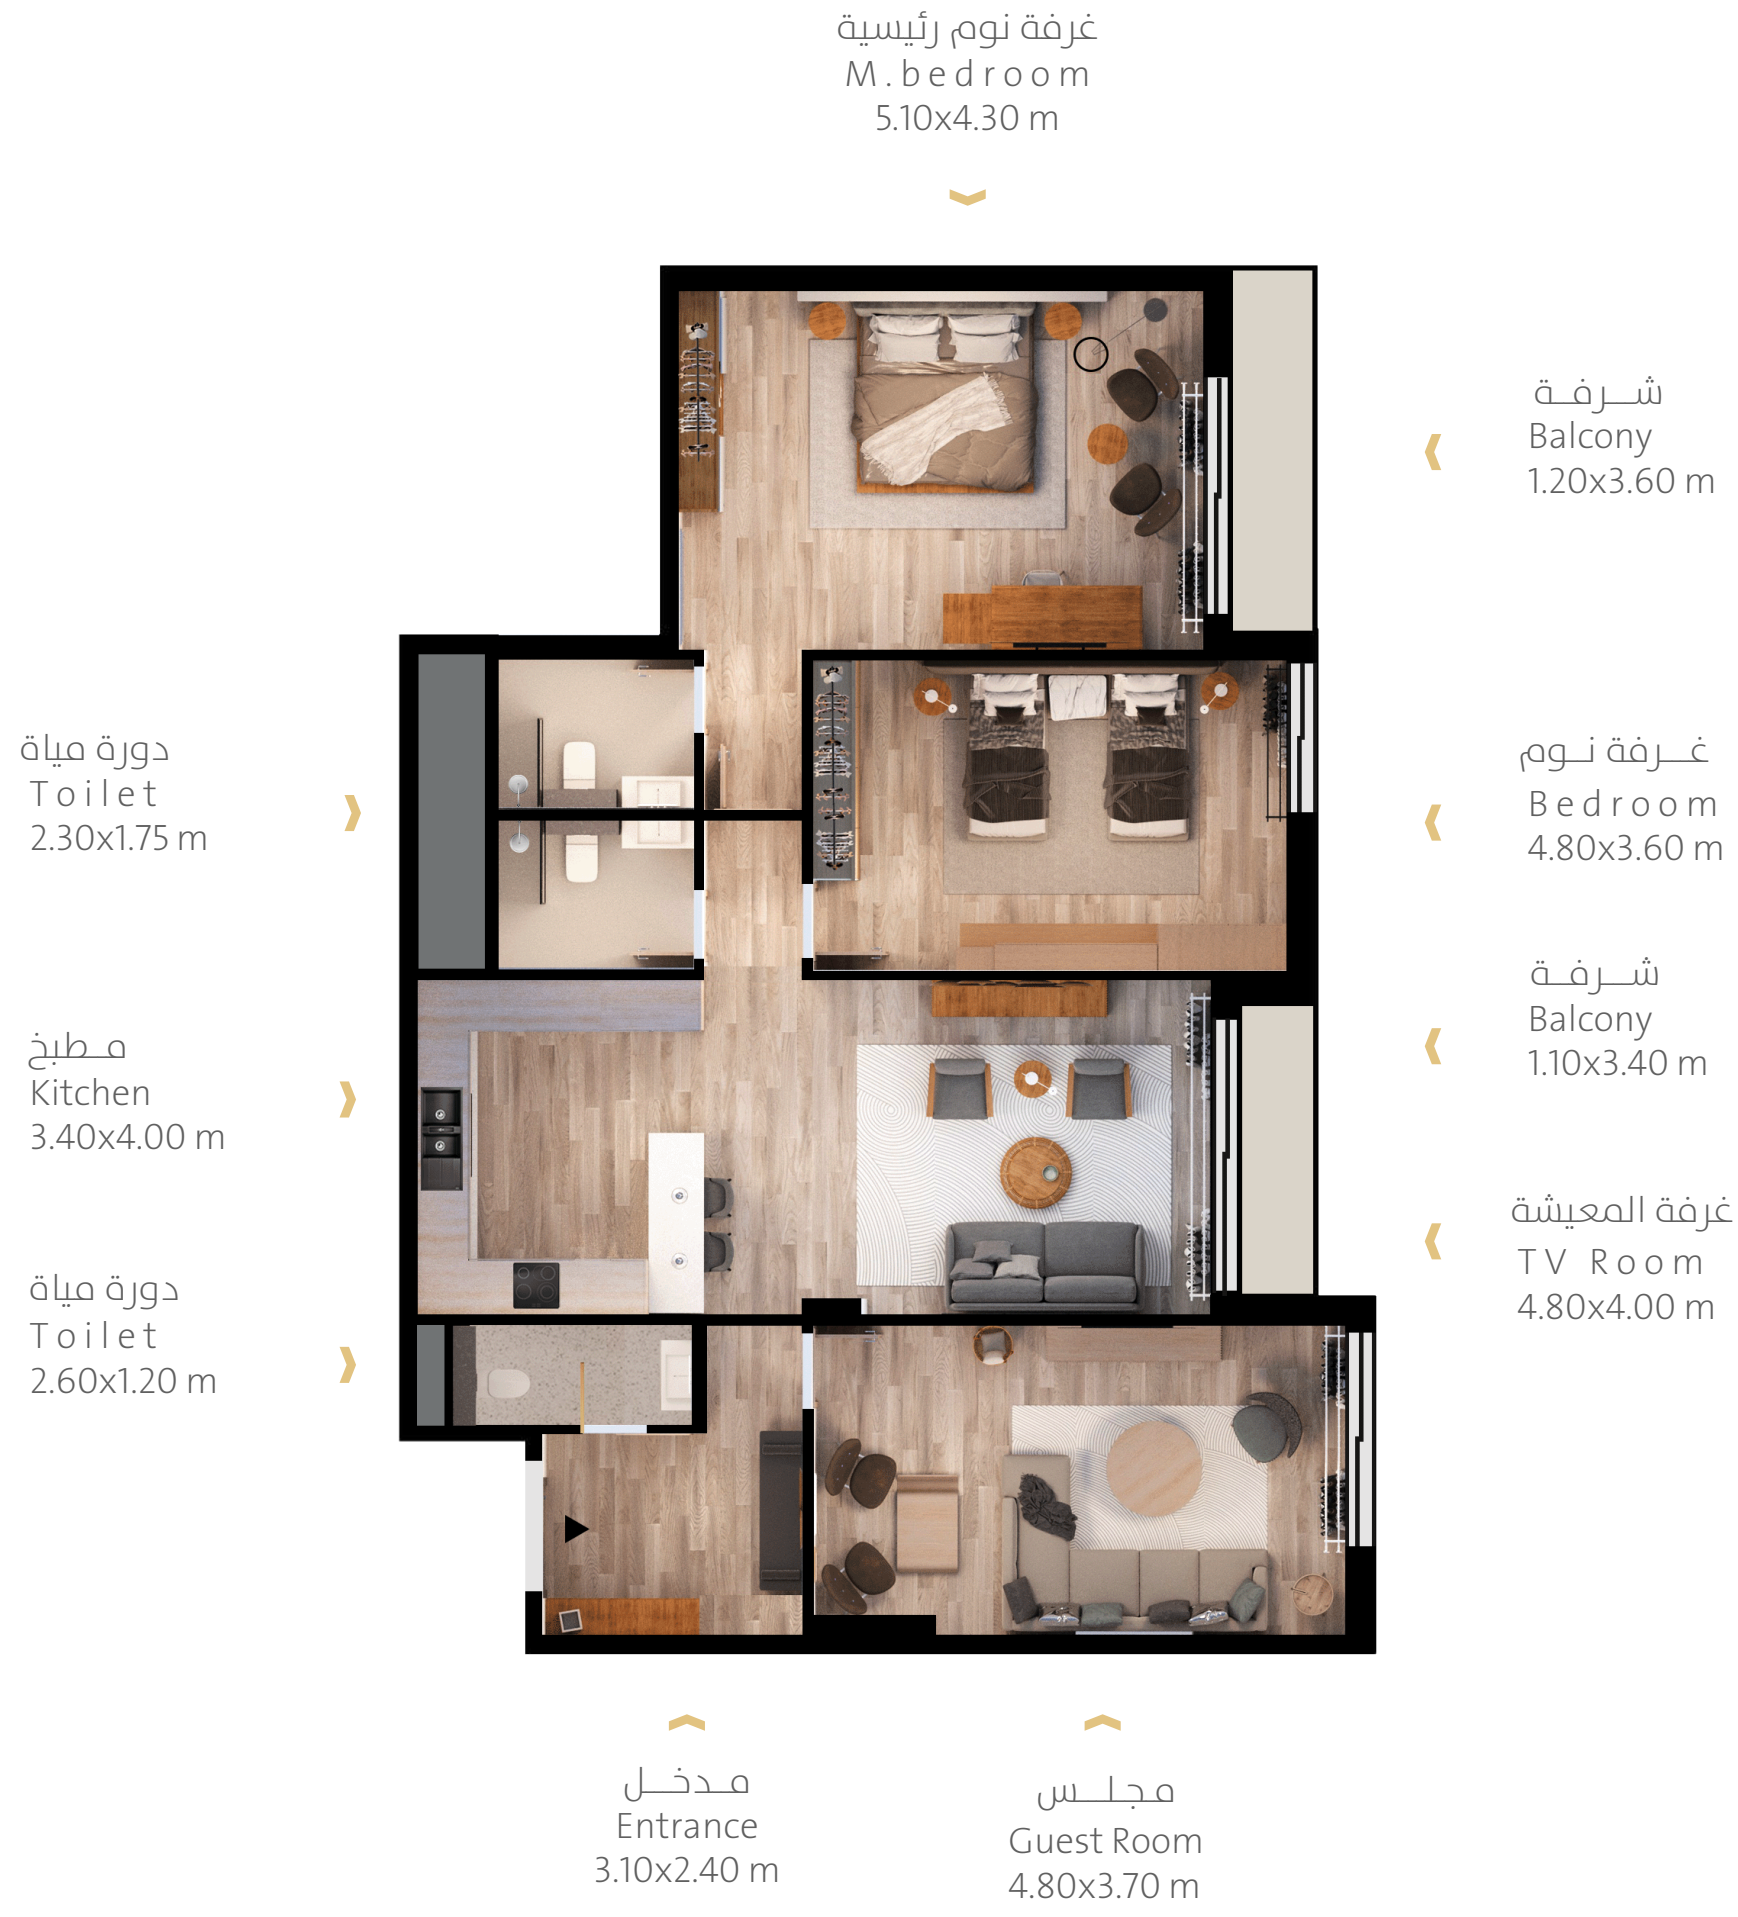 غرفة نوم رئيسية
M.bedroom
5.10x4.30 m
شرفة
Balcony
1.20x3.60 m
دورة مياة
Toilet
2.30x1.75 m
غرفة نوم
Bedroom
4.80x3.60 m
شرفة
Balcony
1.10x3.40 m
مطبخ
Kitchen
3.40x4.00 m
غرفة المعيشة
TV Room
4.80x4.00 m
دورة مياة
Toilet
2.60x1.20 m
مدخل
Entrance
3.10x2.40 m
مجلس
Guest Room
4.80x3.70 m